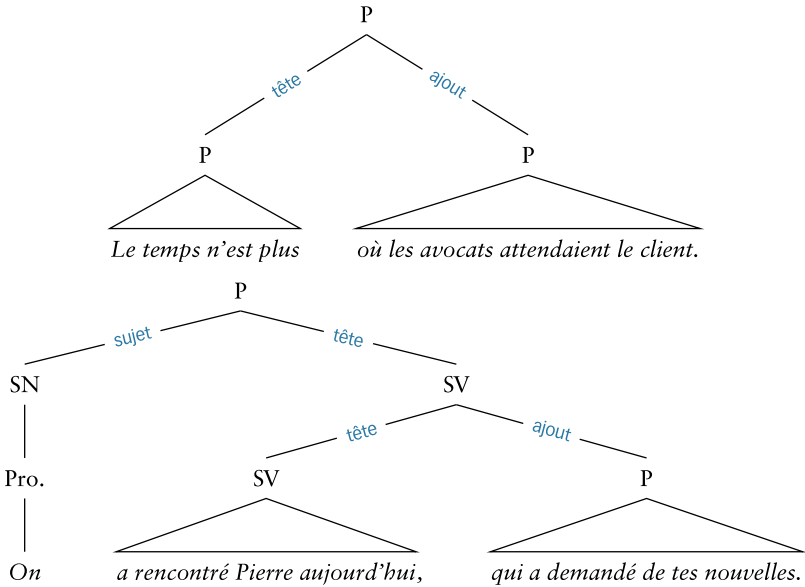 P
tête ajout
P P
Le temps n’est plus où les avocats attendaient le client.
P
sujet tête
SN SV
tête ajout
Pro. SV P
On a rencontré Pierre aujourd’hui, qui a demandé de tes nouvelles.